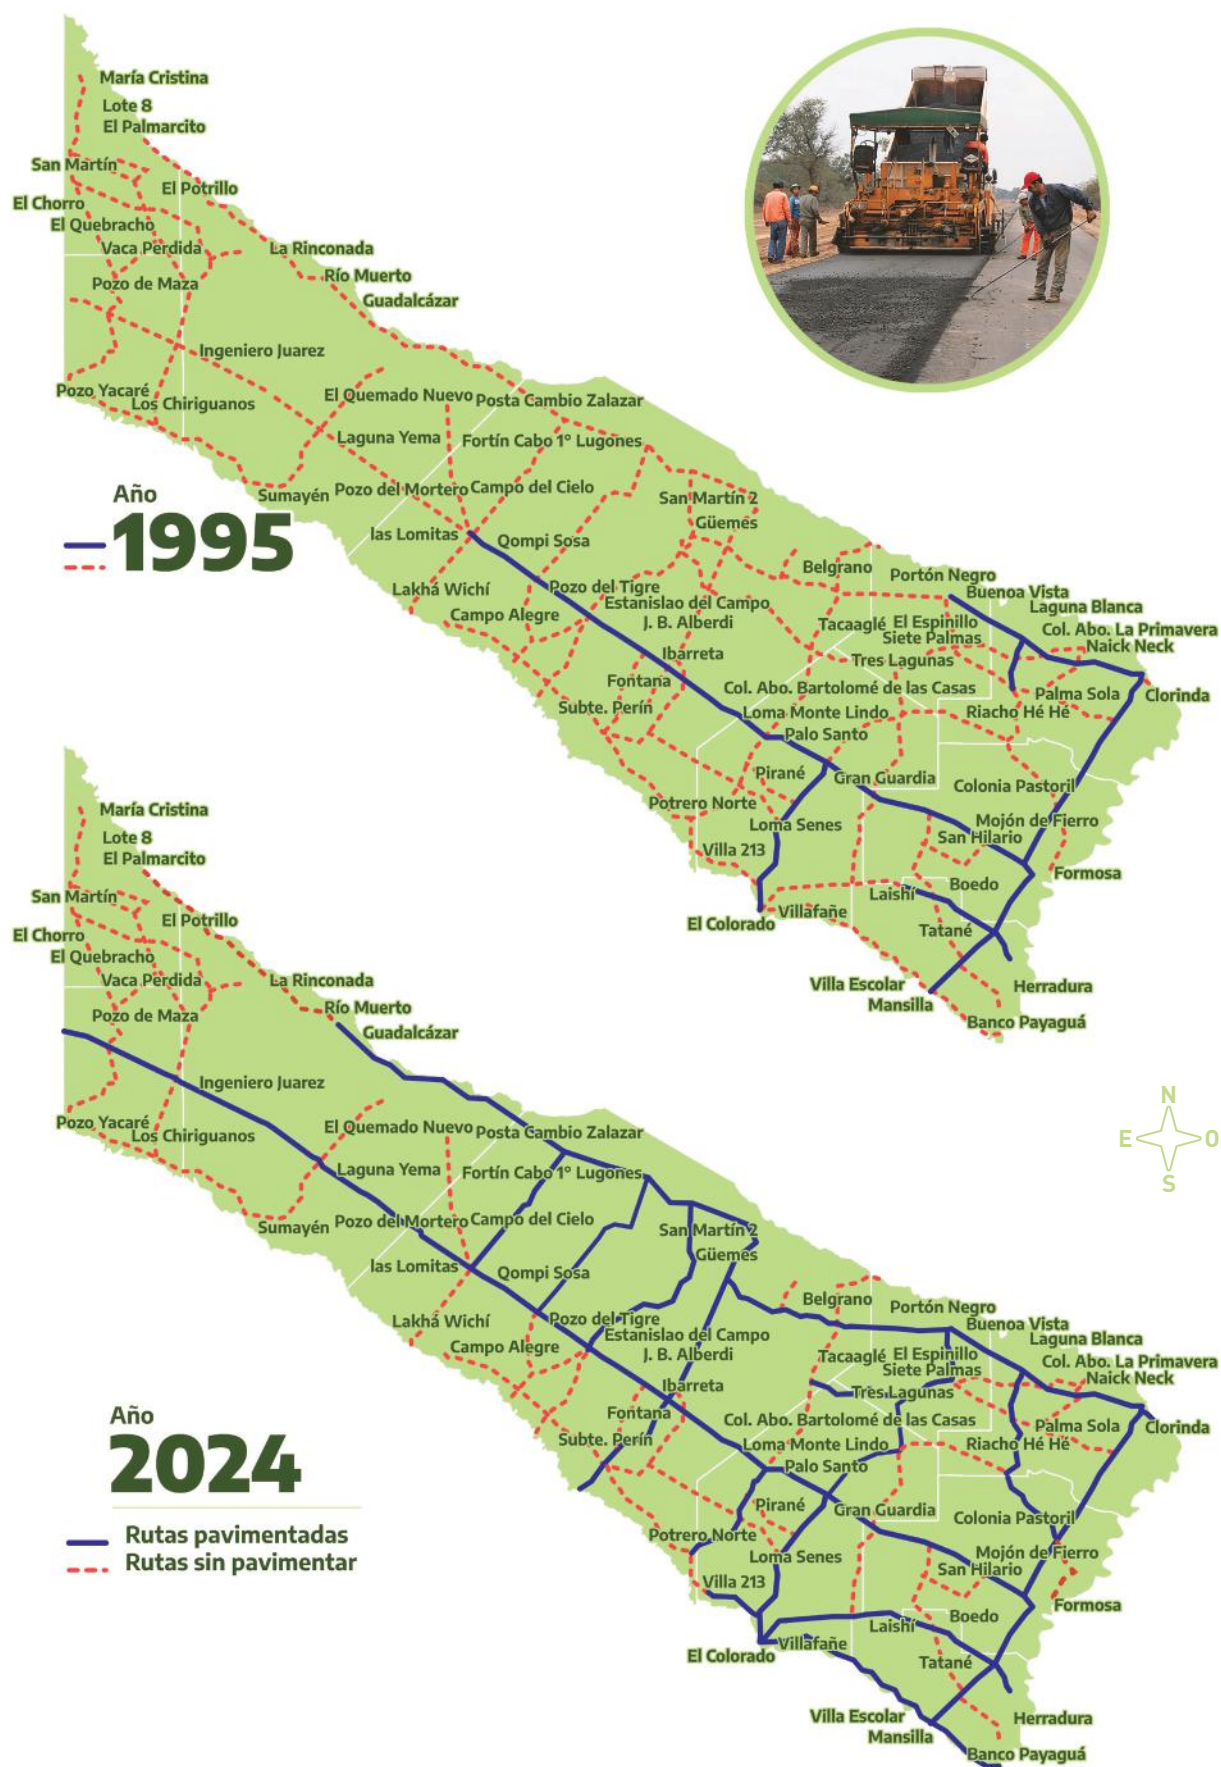 María Cristina
Lote 8
El Palmarcito
San Martín
El Potrillo
El Chorro
El Quebracho
Vaca Perdida
La Rinconada
Río Muerto
Pozo de Maza
Guadalcázar
Ingeniero Juarez
Pozo Yacaré
Los Chiriguanos
El Quemado Nuevo
Posta Cambio Zalazar
Laguna Yema
Fortín Cabo 1° Lugones
Sumayén
Pozo del Mortero
Campo del Cielo
San Martín 2
Güemes
Año
1995
las Lomitas
Qompi Sosa
Belgrano
Portón Negro
Lakhá Wichí
Pozo del Tigre
Buenoa Vista
Campo Alegre
Estanislao del Campo
Laguna Blanca
J. B. Alberdi
Tacaaglé
El Espinillo
Col. Abo. La Primavera
Siete Palmas
Naick Neck
Ibarreta
Tres Lagunas
Fontana
Col. Abo. Bartolomé de las Casas
Palma Sola
Clorinda
Subte. Perín
Loma Monte Lindo
Riacho Hé Hé
Palo Santo
Pirané
Gran Guardia
Colonia Pastoril
Potrero Norte
Loma Senes
Mojón de Fierro
San Hilario
Villa 213
Formosa
Boedo
Laishí
El Colorado
Villafañe
Tatané
Villa Escolar
Herradura
Mansilla
Banco Payaguá
María Cristina
Lote 8
El Palmarcito
San Martín
El Potrillo
El Chorro
El Quebracho
Vaca Perdida
La Rinconada
Río Muerto
Pozo de Maza
Guadalcázar
Ingeniero Juarez
Pozo Yacaré
Los Chiriguanos
El Quemado Nuevo
Posta Cambio Zalazar
N
E
O
S
Laguna Yema
Fortín Cabo 1° Lugones
Sumayén
Pozo del Mortero
Campo del Cielo
San Martín 2
Güemes
las Lomitas
Qompi Sosa
Belgrano
Portón Negro
Lakhá Wichí
Pozo del Tigre
Buenoa Vista
Campo Alegre
Estanislao del Campo
Laguna Blanca
J. B. Alberdi
Tacaaglé
El Espinillo
Col. Abo. La Primavera
Siete Palmas
Naick Neck
Ibarreta
Tres Lagunas
Fontana
Col. Abo. Bartolomé de las Casas
Palma Sola
Clorinda
Subte. Perín
Loma Monte Lindo
Riacho Hé Hé
Palo Santo
Pirané
Gran Guardia
Colonia Pastoril
Potrero Norte
Loma Senes
Mojón de Fierro
San Hilario
Villa 213
Formosa
Boedo
Laishí
El Colorado
Villafañe
Tatané
Villa Escolar
Herradura
Mansilla
Banco Payaguá
Año
2024
Rutas pavimentadas
Rutas sin pavimentar